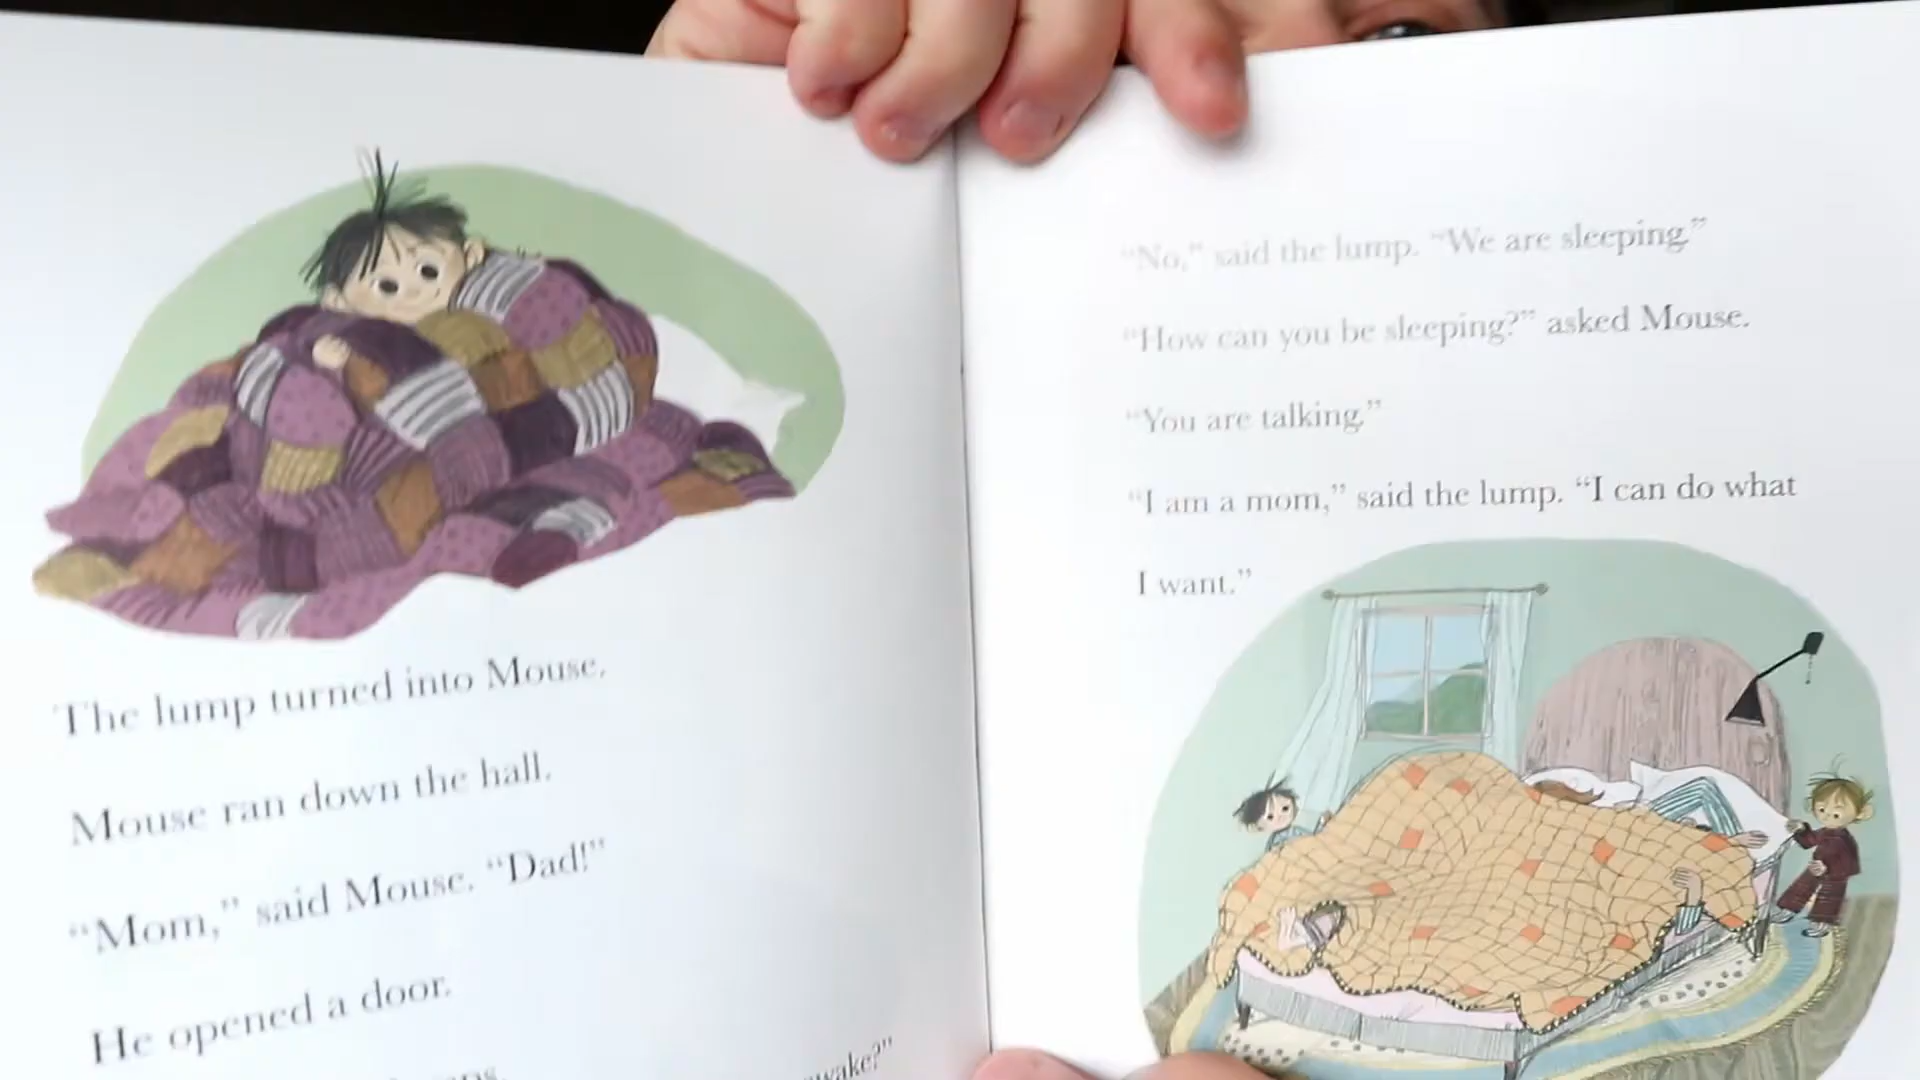 The lump turned into Mouse.
Mouse ran down the hall.
“Mom,” said Mouse. “Dad!”
He opened a door.
“No,” said the lump. “We are sleeping.”
“How can you be sleeping?” asked Mouse.
“You are talking.”
“I am a mom,” said the lump. “I can do what
I want.”